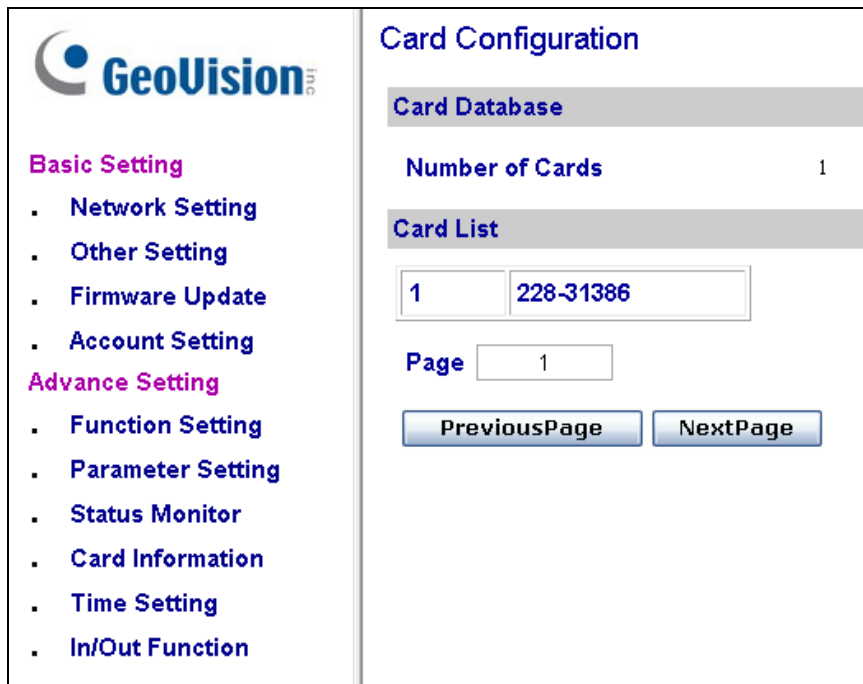 GeoVision inc
Basic Setting
. Network Setting
. Other Setting
. Firmware Update
. Account Setting
Advance Setting
. Function Setting
. Parameter Setting
. Status Monitor
. Card Information
. Time Setting
. In/Out Function
Card Configuration
Card Database
Number of Cards 1
Card List
1 228-31386
Page 1
PreviousPage NextPage